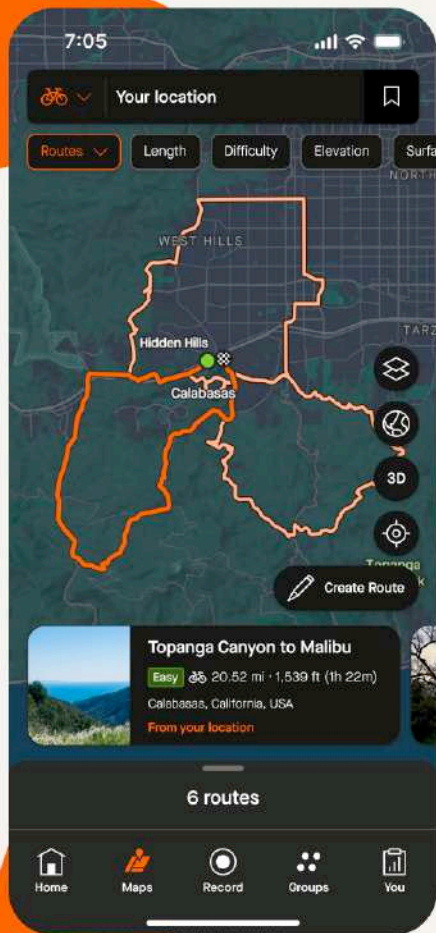 7:05
Your location
Routes
Length
Difficulty
Elevation
Surfa
NORTH
WEST HILLS
TARZ
Hidden Hills
Calabasas
3D
Topanga
k
Create Route
Topanga Canyon to Malibu
Easy 20.52 mi · 1,539 ft (1h 22m)
Calabasas, California, USA
From your location
6 routes
Home
Maps
Record
Groups
You